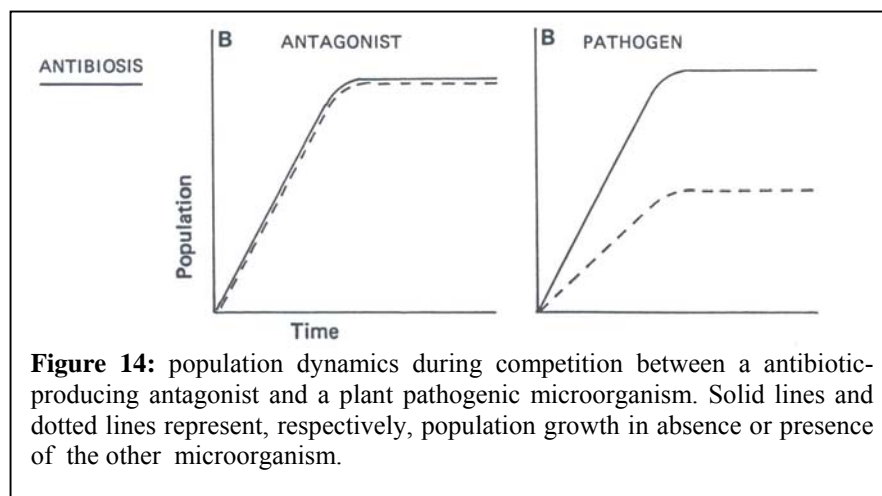 B ANTAGONIST
B PATHOGEN
ANTIBIOSIS
Population
Time
Figure 14: population dynamics during competition between a antibiotic-
producing antagonist and a plant pathogenic microorganism. Solid lines and
dotted lines represent, respectively, population growth in absence or presence
of the other microorganism.